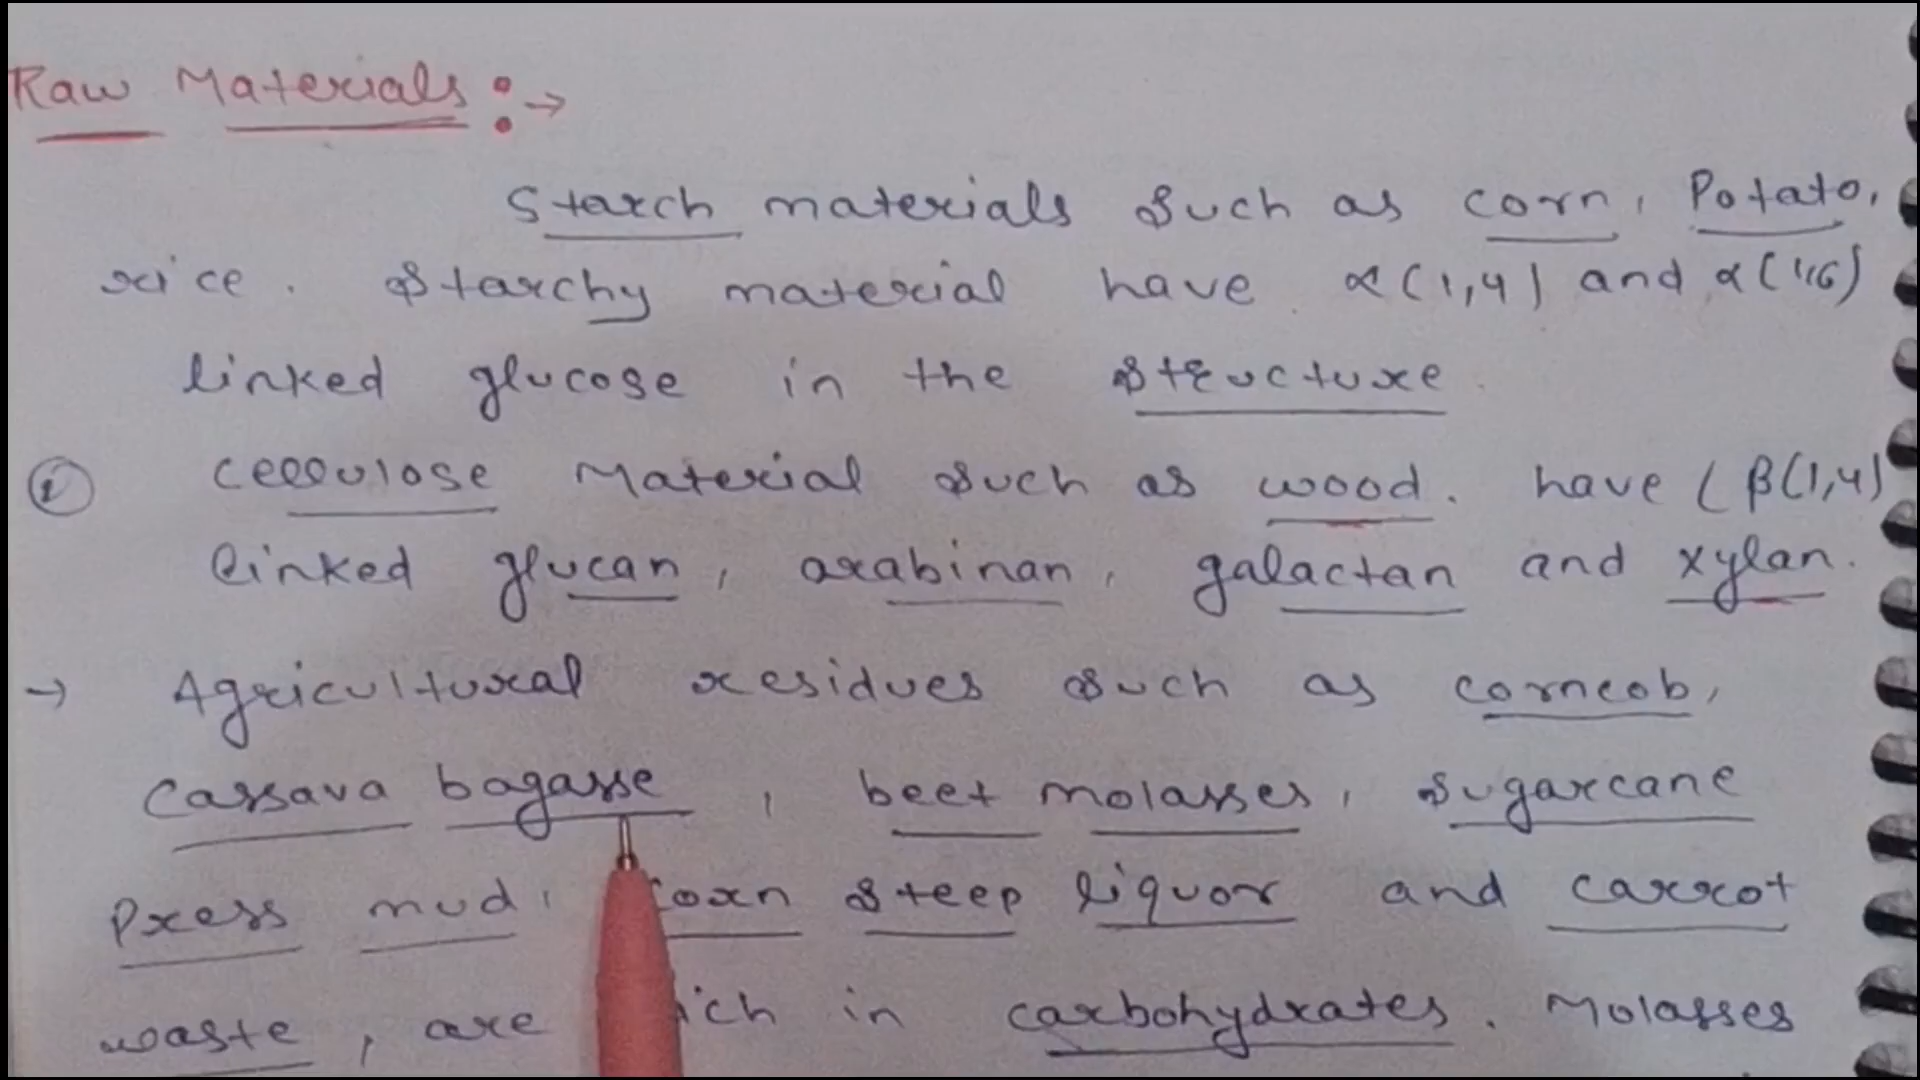 Raw Materials :→
Starch materials such as corn, Potato,
rice. Starchy material have α(1,4) and α(1,6)
linked glucose in the structure.
① cellulose Material such as wood. have (β(1,4)
linked glucan, arabinan, galactan and xylan.
→ Agricultural residues such as corncob,
Cassava bagasse, beet molasses, sugarcane
Press mud, corn steep liquor and carrot
waste, are rich in carbohydrates. Molasses